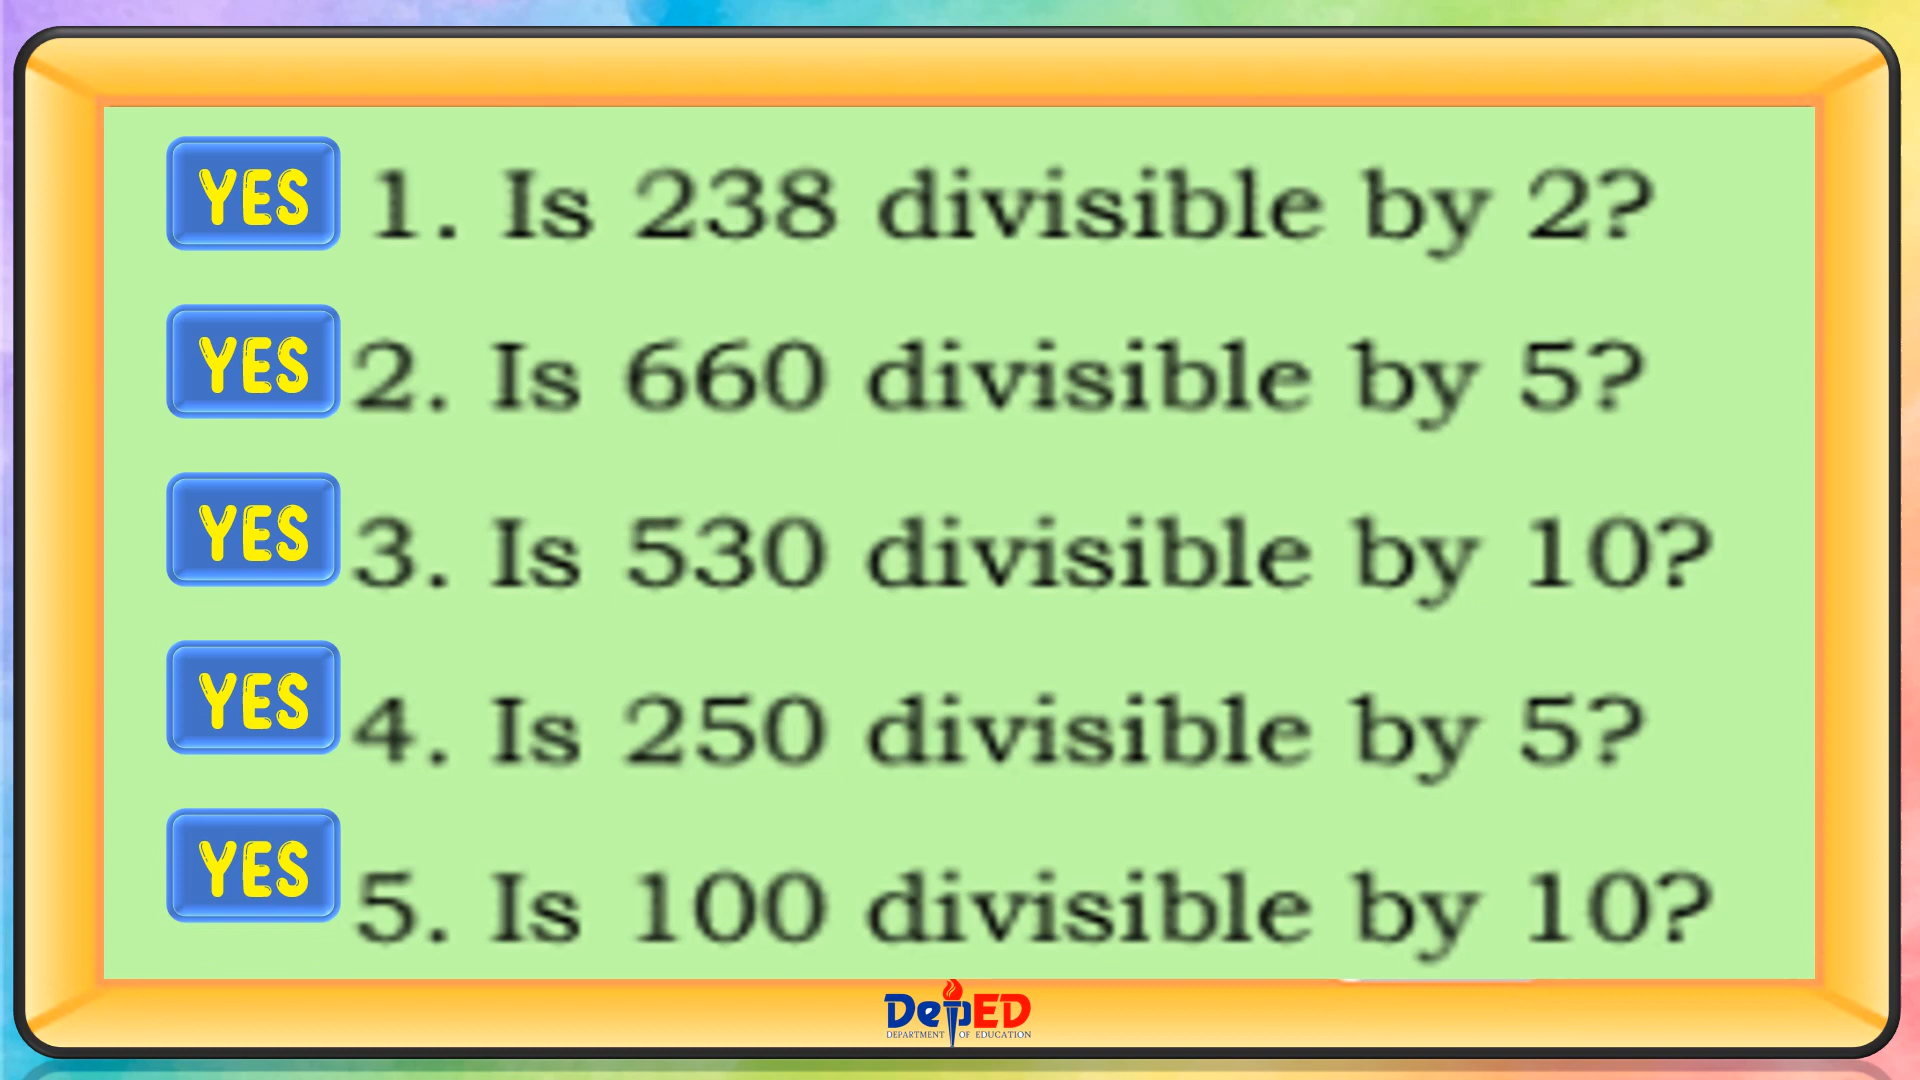 YES 1. Is 238 divisible by 2?
YES 2. Is 660 divisible by 5?
YES 3. Is 530 divisible by 10?
YES 4. Is 250 divisible by 5?
YES 5. Is 100 divisible by 10?
DepED
DEPARTMENT OF EDUCATION